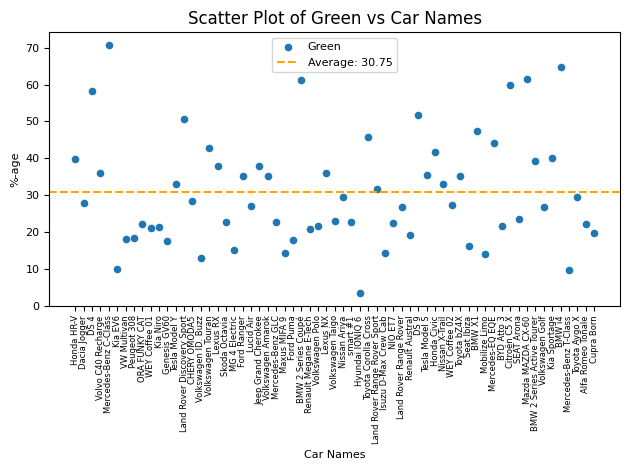 Scatter Plot of Green vs Car Names
Green
Average: 30.75
%-age
70
60
50
40
30
20
10
0
Honda HR-V
Dacia Jogger
DS 4
Volvo C40 Recharge
Mercedes-Benz C-Class
Kia EV6
VW Multivan
Peugeot 308
ORA FUNKY CAT
WEY Coffee 01
Kia Niro
Genesis GV60
Tesla Model Y
Land Rover Discovery Sport
CHERY OMODA5
Volkswagen ID. Buzz
Volkswagen Touran
Lexus RX
Skoda Octavia
MG 4 Electric
Ford Ranger
Lucid Air
Jeep Grand Cherokee
Volkswagen Amarok
Mercedes-Benz GLC
Maxus MIFA 9
Ford Puma
BMW 2 Series Coupé
Renault Megane E-Tech
Volkswagen Polo
Lexus NX
Volkswagen Taigo
Nissan Ariya
smart #1
Hyundai IONIQ 6
Toyota Corolla Cross
Land Rover Range Rover Sport
Isuzu D-Max Crew Cab
NIO ET7
Land Rover Range Rover
Renault Austral
DS 9
Tesla Model S
Honda Civic
Nissan X-Trail
WEY Coffee 02
Toyota bZ4X
Seat Ibiza
BMW X1
Mobilize Limo
Mercedes-EQ EQE
BYD Atto 3
Citroën C5 X
SEAT Arona
Mazda MAZDA CX-60
BMW 2 Series Active Tourer
Volkswagen Golf
Kia Sportage
BMW i4
Mercedes-Benz T-Class
Toyota Aygo X
Alfa Romeo Tonale
Cupra Born
Car Names